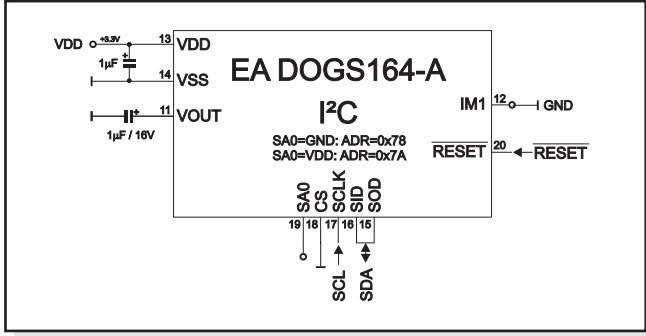 VDD +3.3V 13 VDD
1µF +
14 VSS
11 VOUT
+
1µF / 16V
EA DOGS164-A
I²C
SA0=GND: ADR=0x78
SA0=VDD: ADR=0x7A
IM1 12 GND
RESET 20 RESET
SA0 CS SCLK SID SOD
19 18 17 16 15
SCL SDA